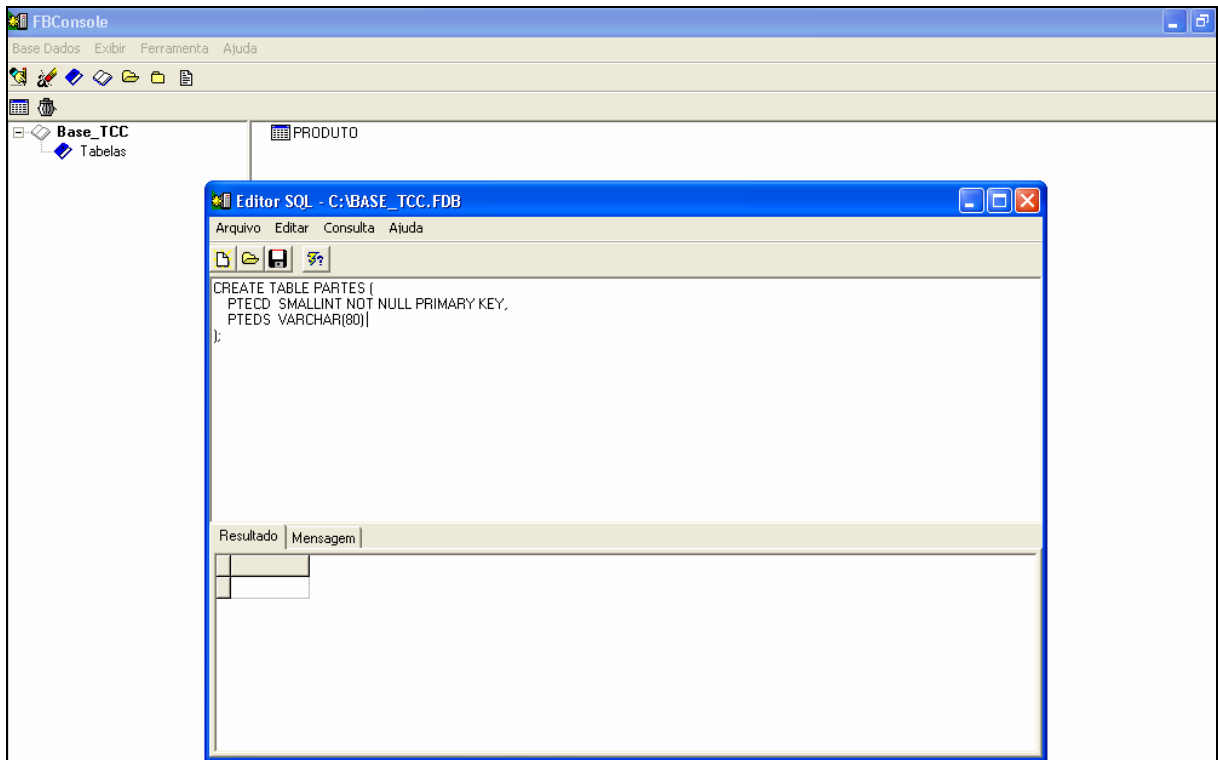 FBConsole
Base Dados Exibir Ferramenta Ajuda
Base_TCC
Tabelas
PRODUTO
Editor SQL - C:\BASE_TCC.FDB
Arquivo Editar Consulta Ajuda
CREATE TABLE PARTES (
PTECD SMALLINT NOT NULL PRIMARY KEY,
PTEDS VARCHAR(80)
);
Resultado Mensagem